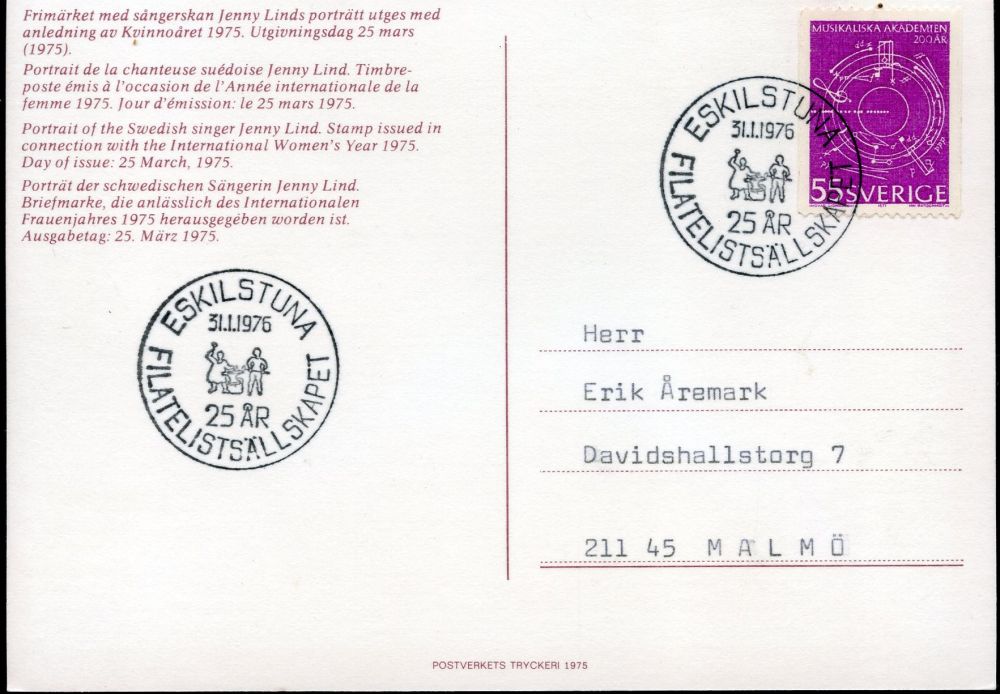 Frimärket med sångerskan Jenny Linds porträtt utges med
anledning av Kvinnoåret 1975. Utgivningsdag 25 mars
(1975).
Portrait de la chanteuse suédoise Jenny Lind. Timbre-
poste émis à l'occasion de l'Année internationale de la
femme 1975. Jour d'émission: le 25 mars 1975.
Portrait of the Swedish singer Jenny Lind. Stamp issued in
connection with the International Women's Year 1975.
Day of issue: 25 March, 1975.
Porträt der schwedischen Sängerin Jenny Lind.
Briefmarke, die anlässlich des Internationalen
Frauenjahres 1975 herausgegeben worden ist.
Ausgabetag: 25. März 1975.
ESKILSTUNA
31.1.1976
25 ÅR
FILATELISTSÄLLSKAPET
MUSIKALISKA AKADEMIEN
200 ÅR
55 SVERIGE
ESKILSTUNA
31.1.1976
25 ÅR
FILATELISTSÄLLSKAPET
Herr
Erik Åremark
Davidshallstorg 7
211 45 M A L M Ö
POSTVERKETS TRYCKERI 1975